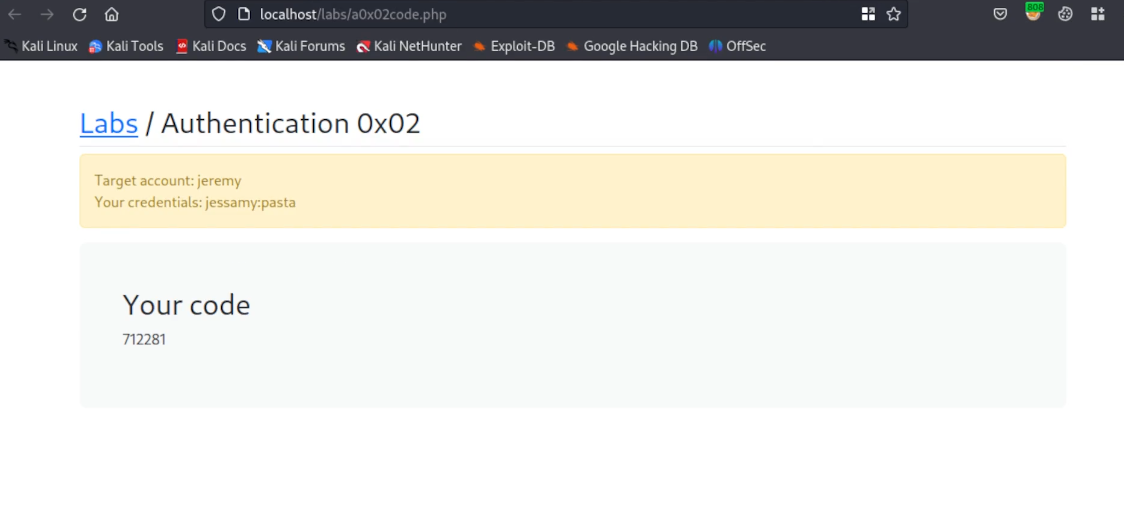 localhost/labs/a0x02code.php
808
Kali Linux Kali Tools Kali Docs Kali Forums Kali NetHunter Exploit-DB Google Hacking DB OffSec
Labs / Authentication 0x02
Target account: jeremy
Your credentials: jessamy:pasta
Your code
712281